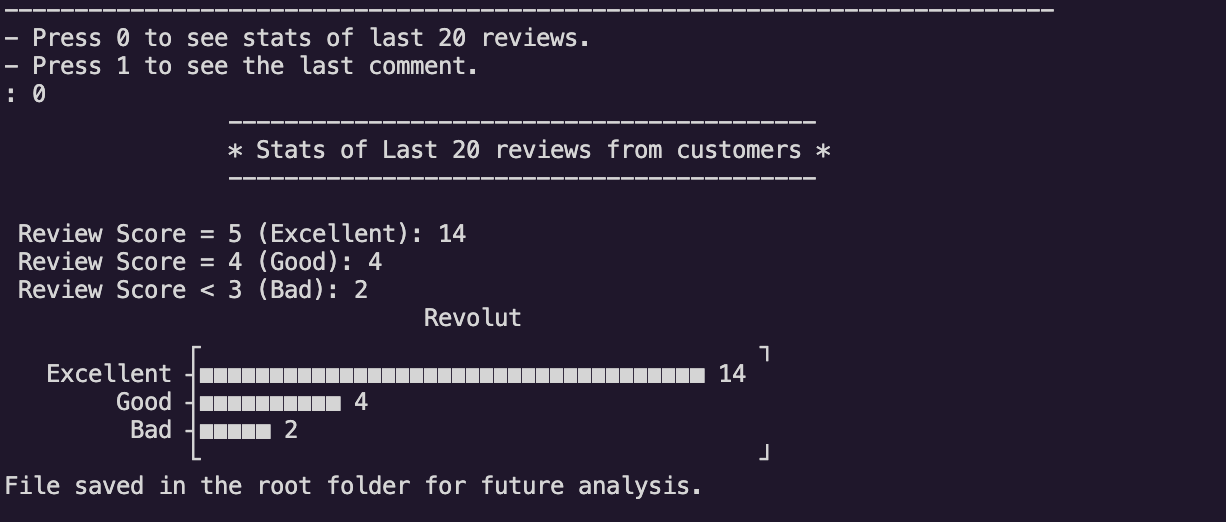 - Press 0 to see stats of last 20 reviews.
- Press 1 to see the last comment.
: 0
* Stats of Last 20 reviews from customers *
Review Score = 5 (Excellent): 14
Review Score = 4 (Good): 4
Review Score < 3 (Bad): 2
Revolut
Excellent 14
Good 4
Bad 2
File saved in the root folder for future analysis.